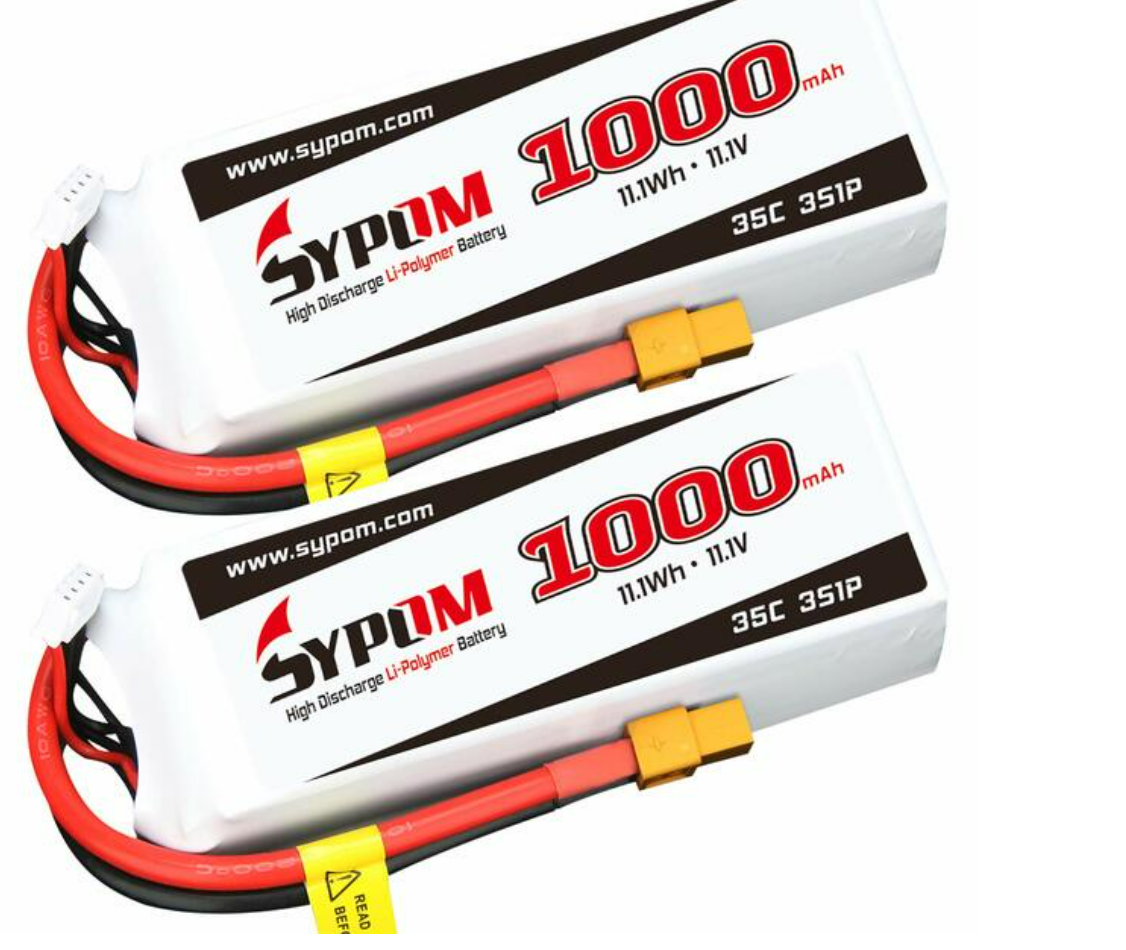 www.sypom.com
1000mAh
11.1Wh · 11.1V
SYPOM
High Discharge Li-Polymer Battery
35C 3S1P
www.sypom.com
1000mAh
11.1Wh · 11.1V
SYPOM
High Discharge Li-Polymer Battery
35C 3S1P
READ